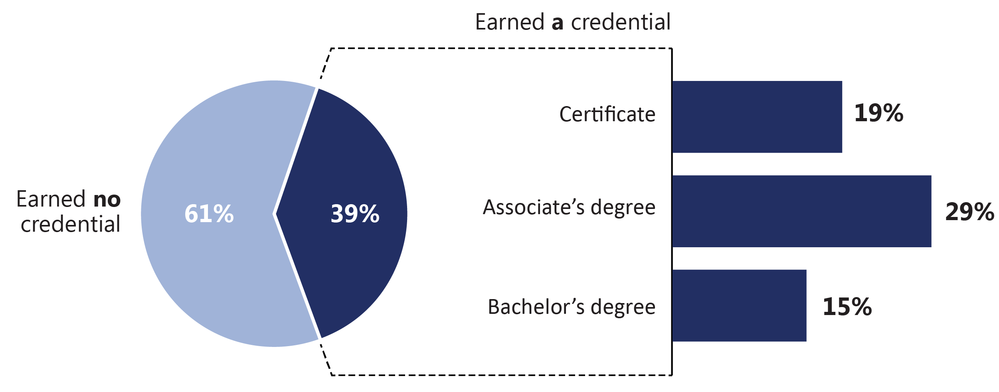 Earned a credential
Earned no
credential
61%
39%
Certificate
19%
Associate’s degree
29%
Bachelor’s degree
15%